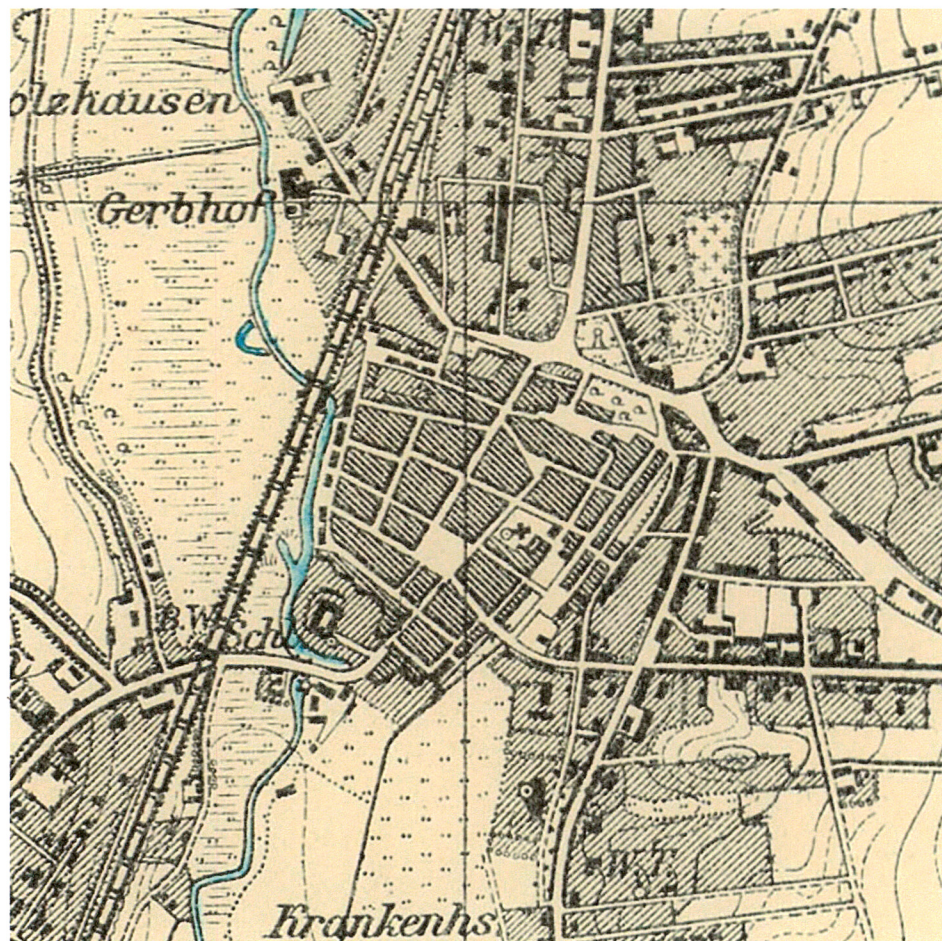 W.T.
olzhausen
Gerbhof
B.W.
Sch.
Krankenhs.
W.T.